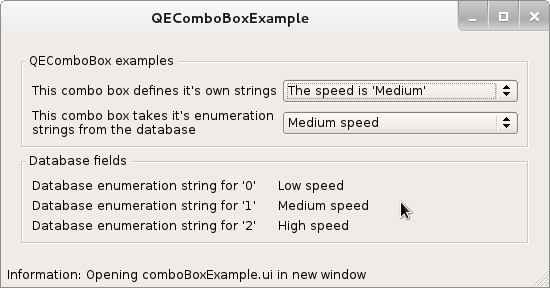 QEComboBoxExample
QEComboBox examples
This combo box defines it's own strings The speed is 'Medium'
This combo box takes it's enumeration
strings from the database Medium speed
Database fields
Database enumeration string for '0' Low speed
Database enumeration string for '1' Medium speed
Database enumeration string for '2' High speed
Information: Opening comboBoxExample.ui in new window